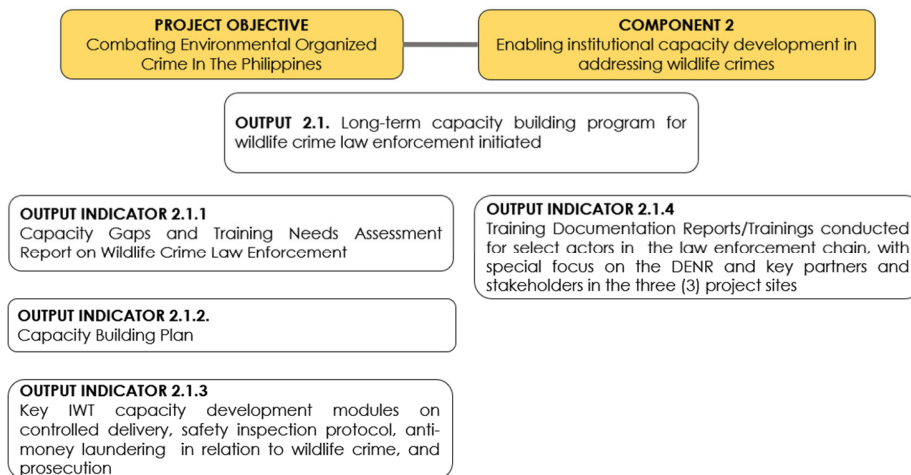 PROJECT OBJECTIVE
Combating Environmental Organized
Crime In The Philippines
COMPONENT 2
Enabling institutional capacity development in
addressing wildlife crimes
OUTPUT 2.1. Long-term capacity building program for
wildlife crime law enforcement initiated
OUTPUT INDICATOR 2.1.1
Capacity Gaps and Training Needs Assessment
Report on Wildlife Crime Law Enforcement
OUTPUT INDICATOR 2.1.2.
Capacity Building Plan
OUTPUT INDICATOR 2.1.3
Key IWT capacity development modules on
controlled delivery, safety inspection protocol, anti-
money laundering in relation to wildlife crime, and
prosecution
OUTPUT INDICATOR 2.1.4
Training Documentation Reports/Trainings conducted
for select actors in the law enforcement chain, with
special focus on the DENR and key partners and
stakeholders in the three (3) project sites